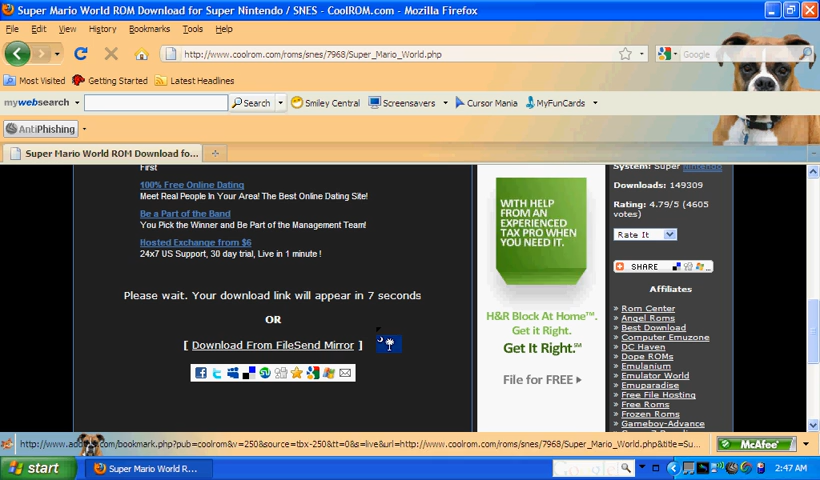 Super Mario World ROM Download for Super Nintendo / SNES - CoolROM.com - Mozilla Firefox
File Edit View History Bookmarks Tools Help
http://www.coolrom.com/roms/snes/7968/Super_Mario_World.php
Google
Most Visited Getting Started Latest Headlines
mywebsearch Search Smiley Central Screensavers Cursor Mania MyFunCards
AntiPhishing
Super Mario World ROM Download fo...
First
100% Free Online Dating
Meet Real People In Your Area! The Best Online Dating Site!
Be a Part of the Band
You Pick the Winner and Be Part of the Management Team!
Hosted Exchange from $6
24x7 US Support, 30 day trial, Live in 1 minute !
Please wait. Your download link will appear in 7 seconds
OR
[ Download From FileSend Mirror ]
WITH HELP
FROM AN
EXPERIENCED
TAX PRO WHEN
YOU NEED IT.
H&R Block At Home™.
Get it right.
Get It Right.℠
File for FREE
System: Super Nintendo
Downloads: 149309
Rating: 4.79/5 (4605
votes)
Rate It
SHARE
Affiliates
» Rom Center
» Angel Roms
» Best Download
» Computer Emuzone
» DC Haven
» Dope ROMs
» Emulanium
» Emulator World
» Emuparadise
» Free File Hosting
» Free Roms
» Frozen Roms
» Gameboy-Advance
McAfee
start
Super Mario World R...
Google
2:47 AM